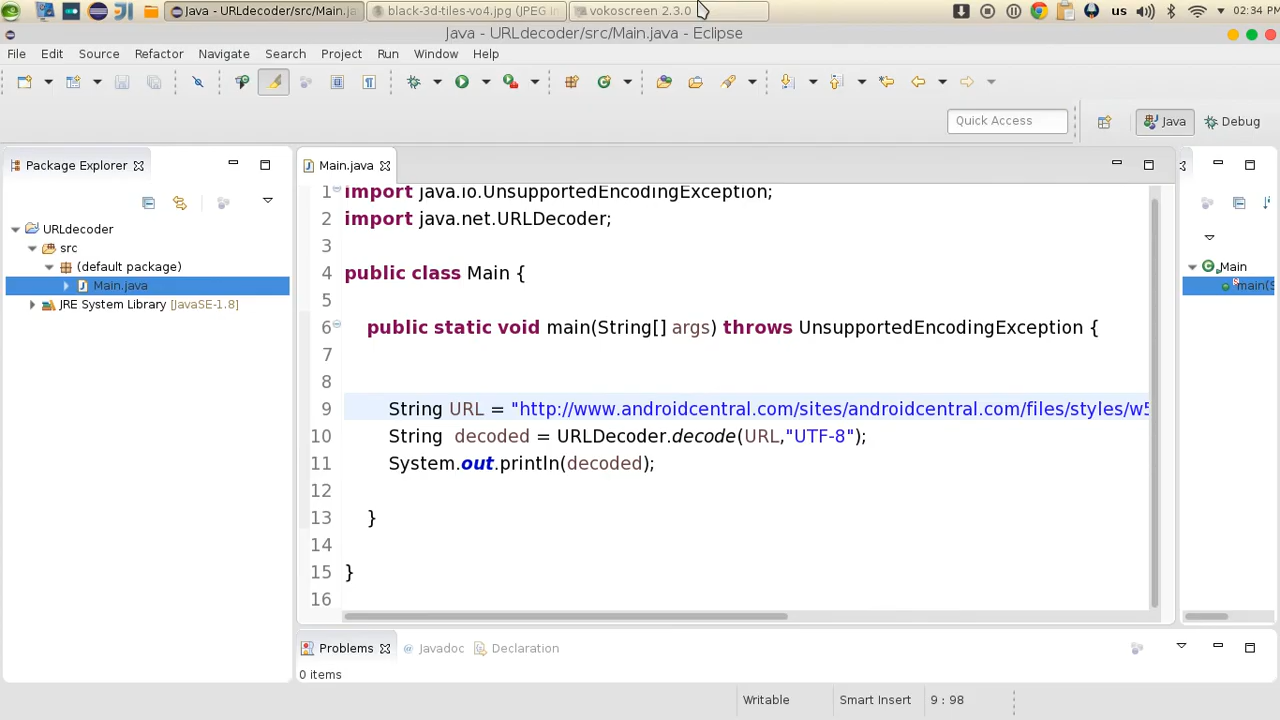 Java - URLdecoder/src/Main.ja
black-3d-tiles-vo4.jpg (JPEG In
vokoscreen 2.3.0
us
02:34 PM
Java - URLdecoder/src/Main.java - Eclipse
File Edit Source Refactor Navigate Search Project Run Window Help
Quick Access
Java
Debug
Package Explorer
Main.java
URLdecoder
src
(default package)
Main.java
JRE System Library [JavaSE-1.8]
1 import java.io.UnsupportedEncodingException;
2 import java.net.URLDecoder;
3
4 public class Main {
5
6 public static void main(String[] args) throws UnsupportedEncodingException {
7
8
9 String URL = "http://www.androidcentral.com/sites/androidcentral.com/files/styles/w5
10 String decoded = URLDecoder.decode(URL,"UTF-8");
11 System.out.println(decoded);
12
13 }
14
15 }
16
Main
main(S
Problems
Javadoc
Declaration
0 items
Writable
Smart Insert
9 : 98